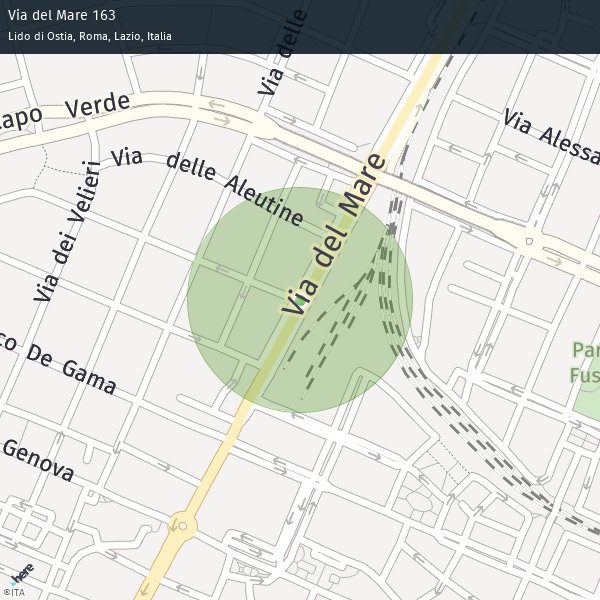 Via del Mare 163
Lido di Ostia, Roma, Lazio, Italia
Via delle
Capo Verde
Via Alessa
Via delle Aleutine
Via dei Velieri
Via del Mare
co De Gama
Par
Fus
Genova
here
©ITA